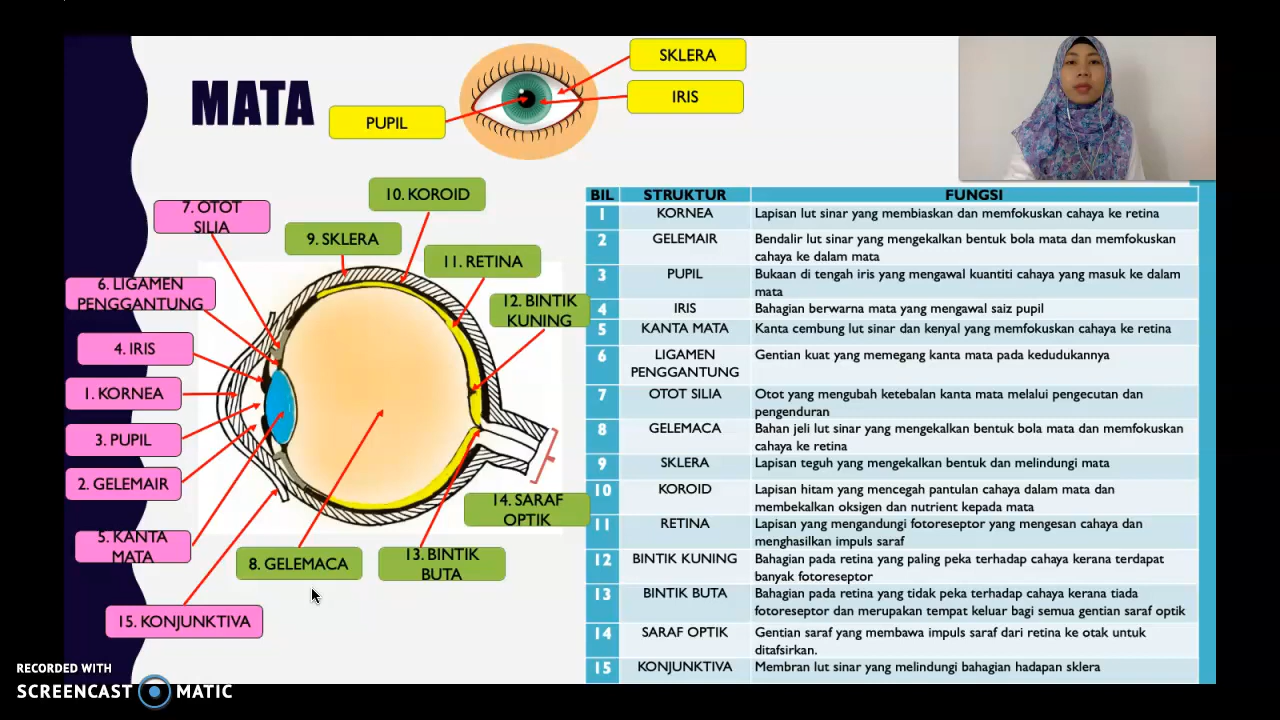 MATA
SKLERA
IRIS
PUPIL
10. KOROID
7. OTOT
SILIA
9. SKLERA
11. RETINA
6. LIGAMEN
PENGGANTUNG
12. BINTIK
KUNING
4. IRIS
1. KORNEA
3. PUPIL
2. GELEMAIR
14. SARAF
OPTIK
5. KANTA
MATA
8. GELEMACA
13. BINTIK
BUTA
15. KONJUNKTIVA
BIL STRUKTUR FUNGSI
1 KORNEA Lapisan lut sinar yang membiaskan dan memfokuskan cahaya ke retina
2 GELEMAIR Bendalir lut sinar yang mengekalkan bentuk bola mata dan memfokuskan
cahaya ke dalam mata
3 PUPIL Bukaan di tengah iris yang mengawal kuantiti cahaya yang masuk ke dalam
mata
4 IRIS Bahagian berwarna mata yang mengawal saiz pupil
5 KANTA MATA Kanta cembung lut sinar dan kenyal yang memfokuskan cahaya ke retina
6 LIGAMEN Gentian kuat yang memegang kanta mata pada kedudukannya
PENGGANTUNG
7 OTOT SILIA Otot yang mengubah ketebalan kanta mata melalui pengecutan dan
pengenduran
8 GELEMACA Bahan jeli lut sinar yang mengekalkan bentuk bola mata dan memfokuskan
cahaya ke retina
9 SKLERA Lapisan teguh yang mengekalkan bentuk dan melindungi mata
10 KOROID Lapisan hitam yang mencegah pantulan cahaya dalam mata dan
membekalkan oksigen dan nutrient kepada mata
11 RETINA Lapisan yang mengandungi fotoreseptor yang mengesan cahaya dan
menghasilkan impuls saraf
12 BINTIK KUNING Bahagian pada retina yang paling peka terhadap cahaya kerana terdapat
banyak fotoreseptor
13 BINTIK BUTA Bahagian pada retina yang tidak peka terhadap cahaya kerana tiada
fotoreseptor dan merupakan tempat keluar bagi semua gentian saraf optik
14 SARAF OPTIK Gentian saraf yang membawa impuls saraf dari retina ke otak untuk
ditafsirkan.
15 KONJUNKTIVA Membran lut sinar yang melindungi bahagian hadapan sklera
RECORDED WITH
SCREENCAST MATIC